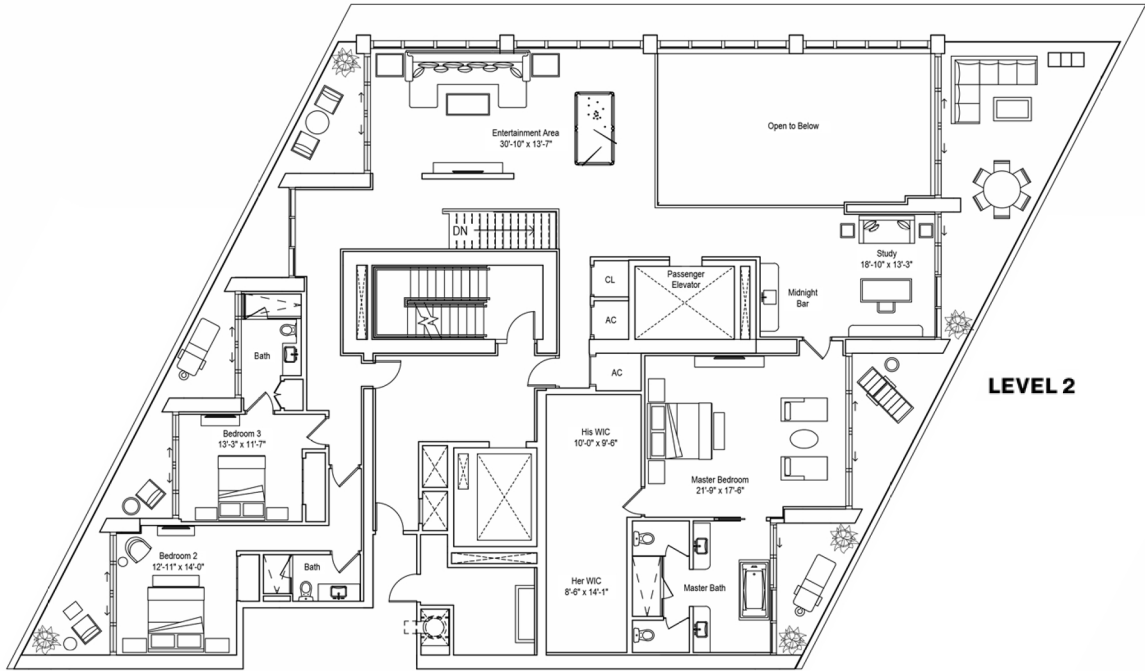 Entertainment Area
30'-10" x 13'-7"
Open to Below
DN
Study
18'-10" x 13'-3"
Passenger
Elevator
CL
Midnight
Bar
AC
Bath
AC
LEVEL 2
Bedroom 3
13'-3" x 11'-7"
His WIC
10'-0" x 9'-6"
Master Bedroom
21'-9" x 17'-6"
Bedroom 2
12'-11" x 14'-0"
Bath
Her WIC
8'-6" x 14'-1"
Master Bath